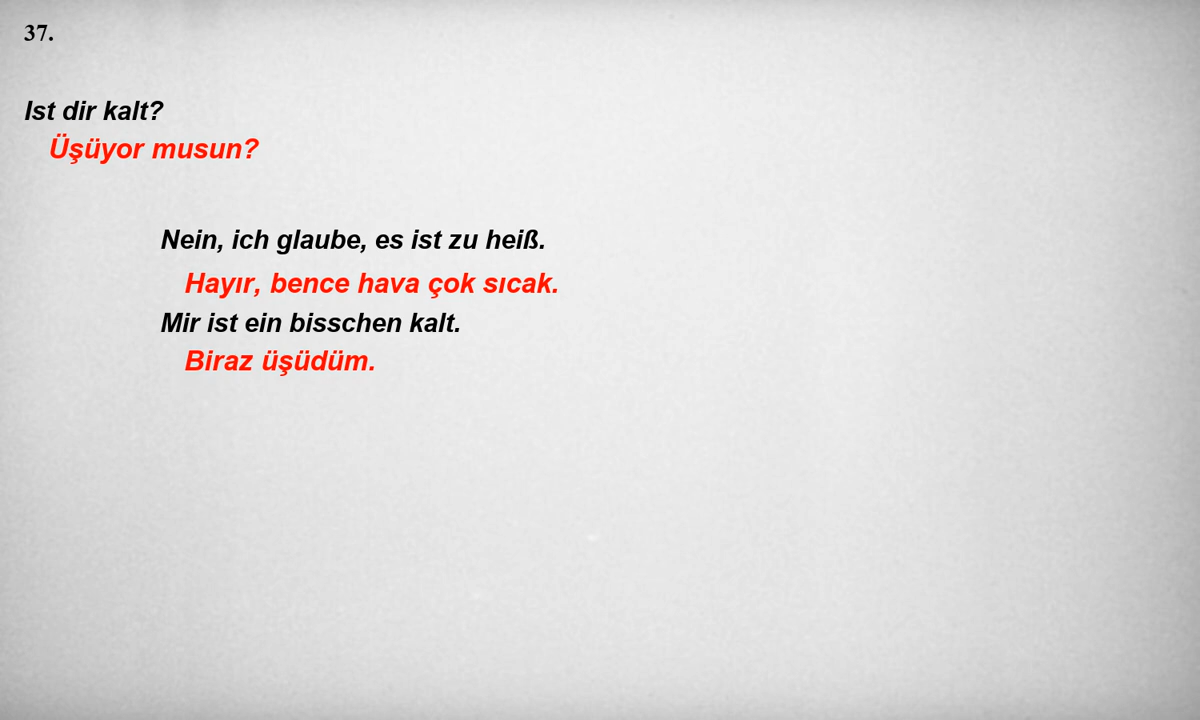 37.
Ist dir kalt?
Üşüyor musun?
Nein, ich glaube, es ist zu heiß.
Hayır, bence hava çok sıcak.
Mir ist ein bisschen kalt.
Biraz üşüdüm.